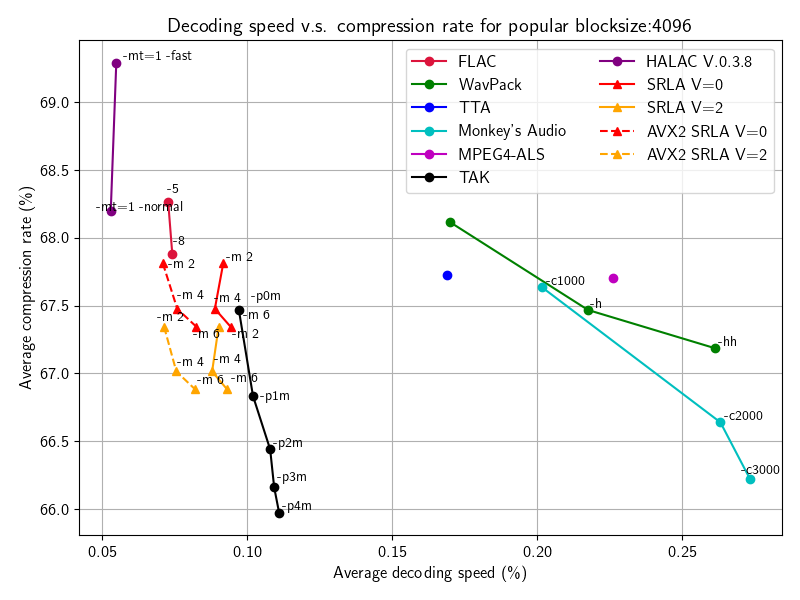 Decoding speed v.s. compression rate for popular blocksize:4096
-mt=1 -fast
FLAC
WavPack
TTA
Monkey's Audio
MPEG4-ALS
TAK
HALAC V.0.3.8
SRLA V=0
SRLA V=2
AVX2 SRLA V=0
AVX2 SRLA V=2
-5
-mt=1 -normal
-8
-m 2
-m 2
-c1000
-m 4
-m 4
-p0m
-h
-m 2
-m 6
-m 6
-m 2
-hh
-m 4
-m 4
-m 6
-m 6
-p1m
-c2000
-p2m
-c3000
-p3m
-p4m
69.0
68.5
68.0
67.5
67.0
66.5
66.0
Average compression rate (%)
0.05
0.10
0.15
0.20
0.25
Average decoding speed (%)